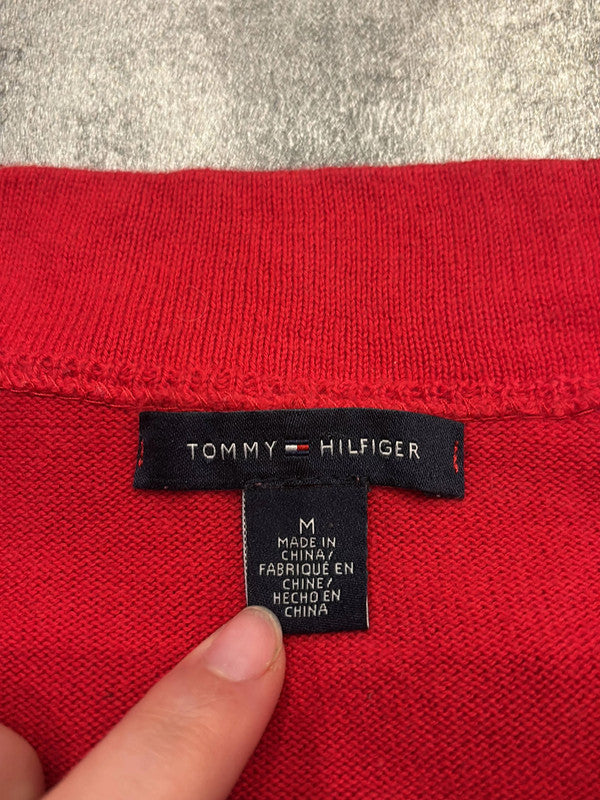 TOMMY HILFIGER
M
MADE IN
CHINA/
FABRIQUÉ EN
CHINE/
HECHO EN
CHINA